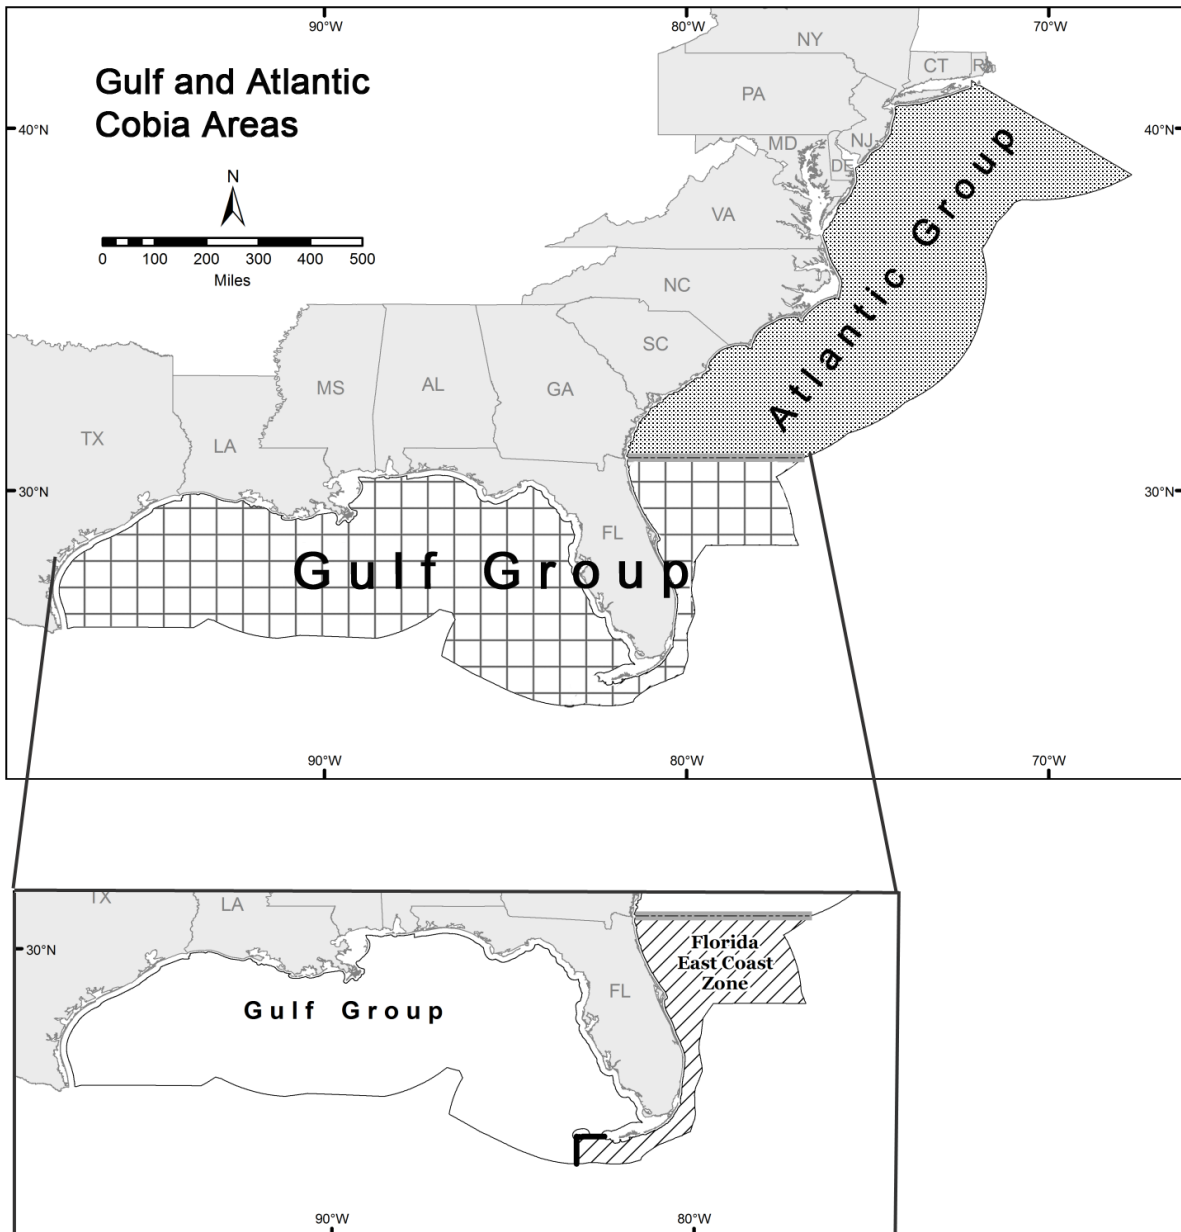 90°W
80°W
70°W
NY
CT
R
Gulf and Atlantic
Cobia Areas
PA
40°N
40°N
MD
NJ
DE
N
VA
0 100 200 300 400 500
Miles
NC
Atlantic Group
SC
MS
AL
GA
TX
LA
30°N
30°N
FL
Gulf Group
90°W
80°W
70°W
TX
LA
30°N
Florida
East Coast
Zone
FL
Gulf Group
90°W
80°W